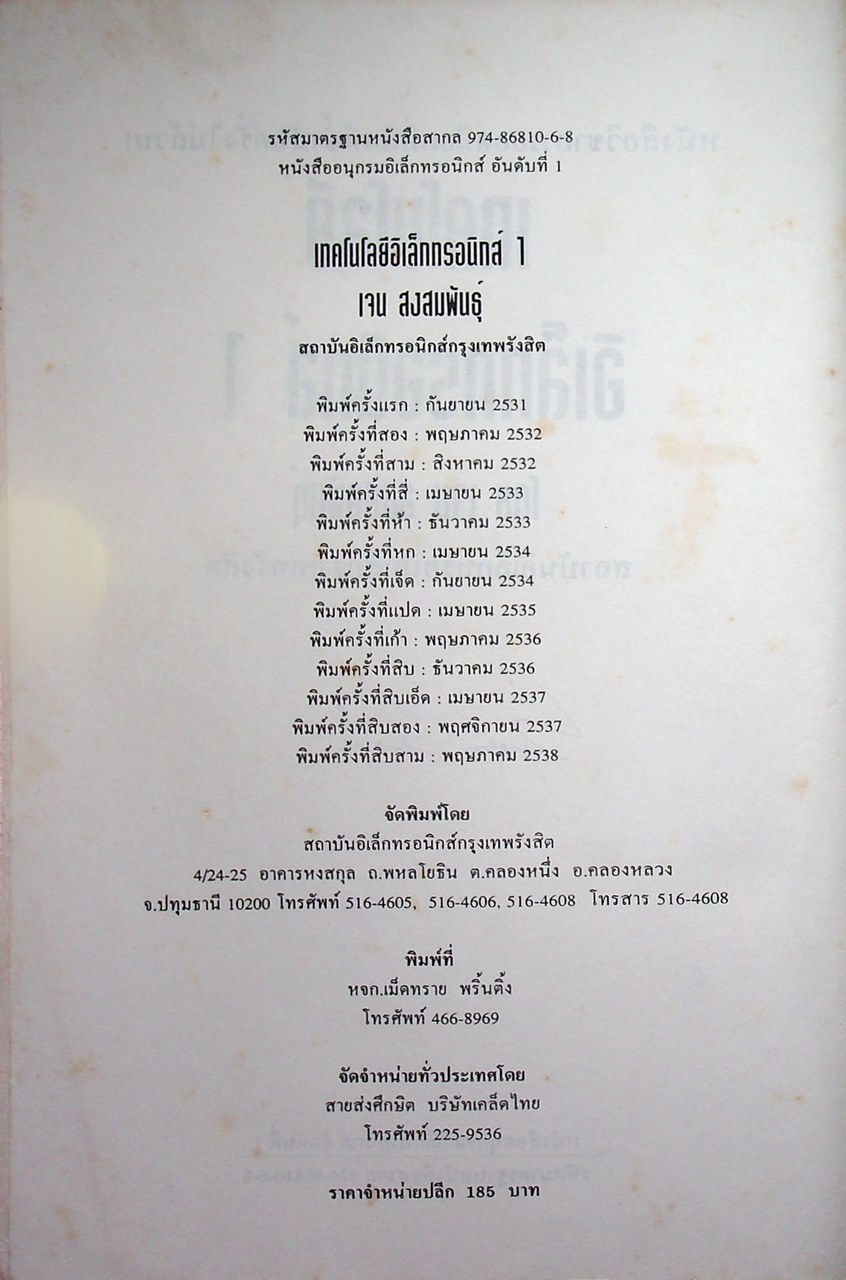 รหัสมาตรฐานหนังสือสากล 974-86810-6-8
หนังสืออนุกรมอิเล็กทรอนิกส์ อันดับที่ 1
เทคโนโลยีอิเล็กทรอนิกส์ 1
เจน สงสมพันธุ์
สถาบันอิเล็กทรอนิกส์กรุงเทพรังสิต
พิมพ์ครั้งแรก : กันยายน 2531
พิมพ์ครั้งที่สอง : พฤษภาคม 2532
พิมพ์ครั้งที่สาม : สิงหาคม 2532
พิมพ์ครั้งที่สี่ : เมษายน 2533
พิมพ์ครั้งที่ห้า : ธันวาคม 2533
พิมพ์ครั้งที่หก : เมษายน 2534
พิมพ์ครั้งที่เจ็ด : กันยายน 2534
พิมพ์ครั้งที่แปด : เมษายน 2535
พิมพ์ครั้งที่เก้า : พฤษภาคม 2536
พิมพ์ครั้งที่สิบ : ธันวาคม 2536
พิมพ์ครั้งที่สิบเอ็ด : เมษายน 2537
พิมพ์ครั้งที่สิบสอง : พฤศจิกายน 2537
พิมพ์ครั้งที่สิบสาม : พฤษภาคม 2538
จัดพิมพ์โดย
สถาบันอิเล็กทรอนิกส์กรุงเทพรังสิต
4/24-25 อาคารหงสกุล ถ.พหลโยธิน ต.คลองหนึ่ง อ.คลองหลวง
จ.ปทุมธานี 10200 โทรศัพท์ 516-4605, 516-4606, 516-4608 โทรสาร 516-4608
พิมพ์ที่
หจก.เม็ดทราย พริ้นติ้ง
โทรศัพท์ 466-8969
จัดจำหน่ายทั่วประเทศโดย
สายส่งศึกษิต บริษัทเคล็ดไทย
โทรศัพท์ 225-9536
ราคาจำหน่ายปลีก 185 บาท